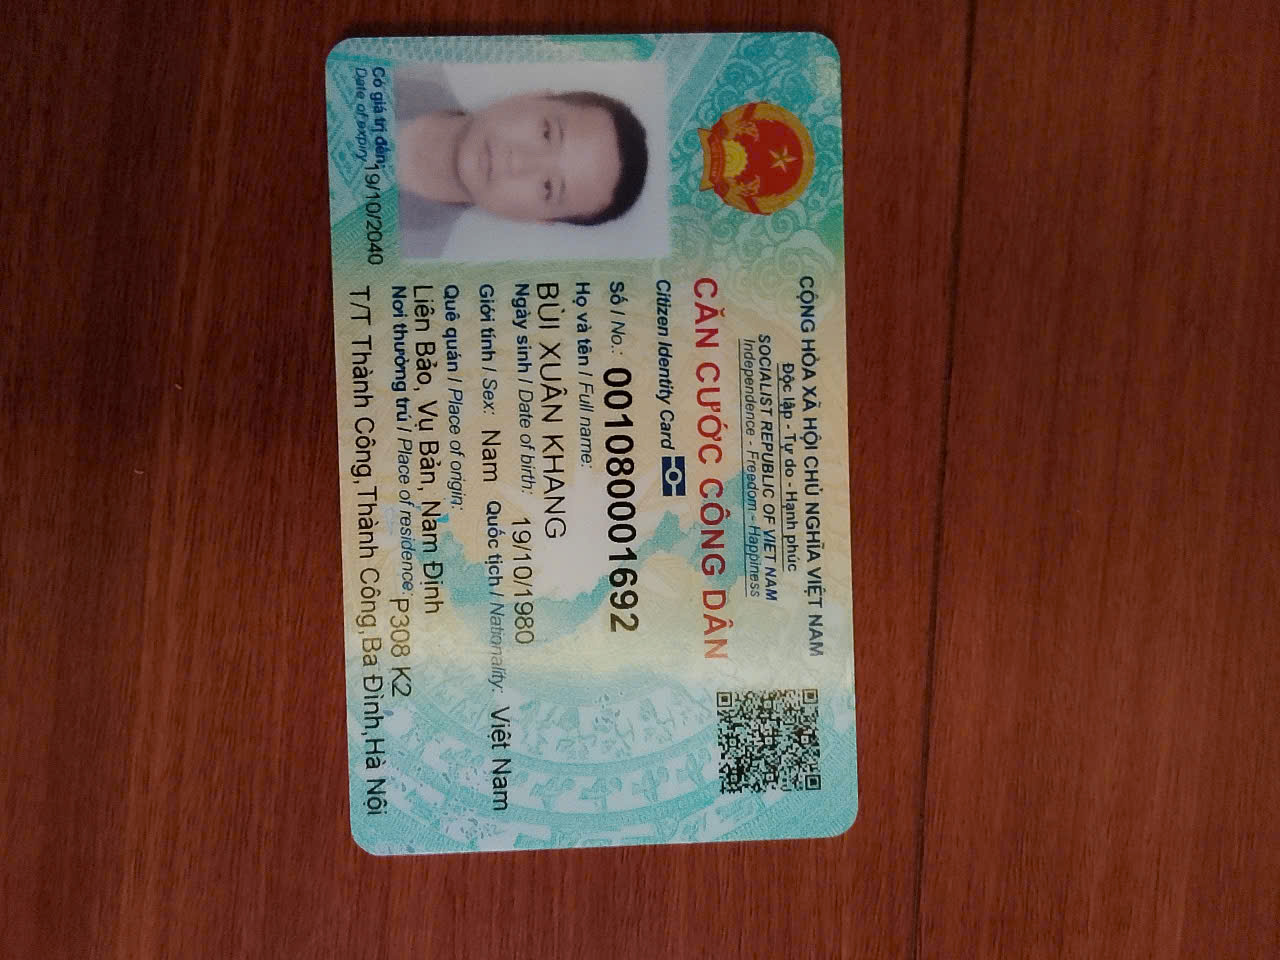 CỘNG HÒA XÃ HỘI CHỦ NGHĨA VIỆT NAM
Độc lập - Tự do - Hạnh phúc
SOCIALIST REPUBLIC OF VIET NAM
Independence - Freedom - Happiness
CĂN CƯỚC CÔNG DÂN
Citizen Identity Card
Số / No.: 001080001692
Họ và tên / Full name:
BÙI XUÂN KHANG
Ngày sinh / Date of birth: 19/10/1980
Giới tính / Sex: Nam Quốc tịch / Nationality: Việt Nam
Quê quán / Place of origin:
Liên Bảo, Vụ Bản, Nam Định
Nơi thường trú / Place of residence: P308 K2
T/T Thành Công,Thành Công,Ba Đình,Hà Nội
Có giá trị đến: 19/10/2040
Date of expiry